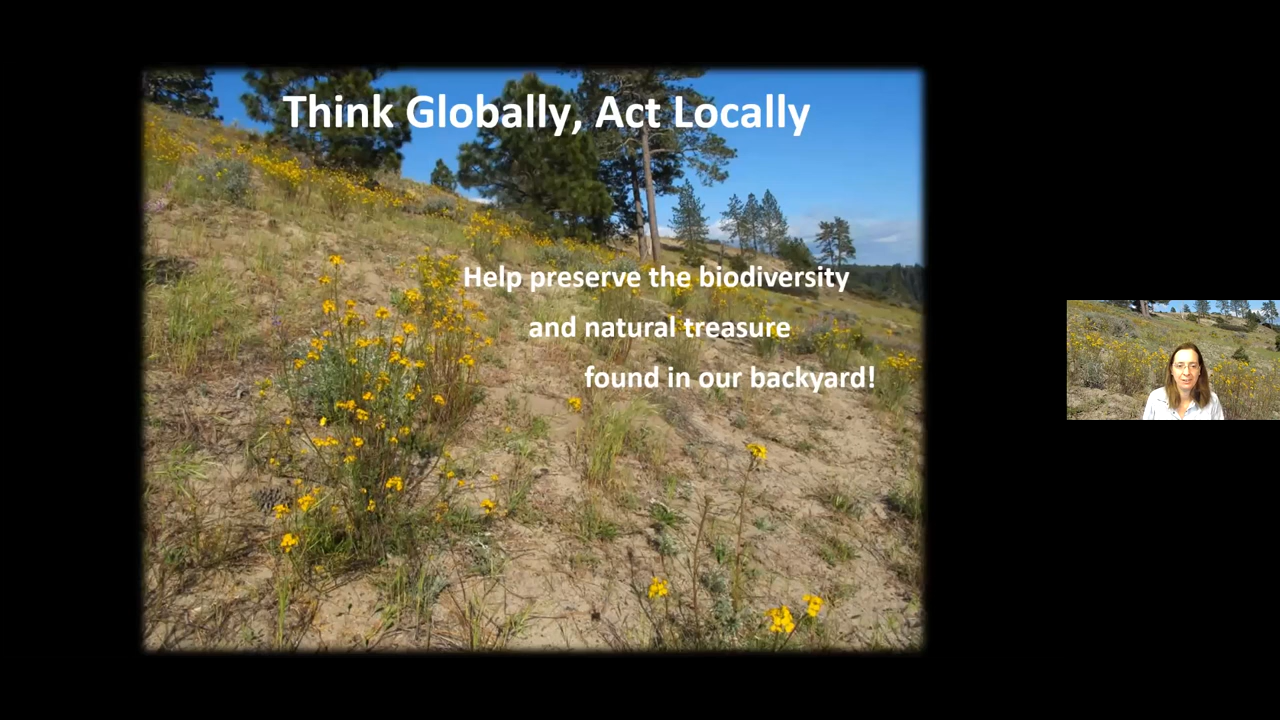 Think Globally, Act Locally
Help preserve the biodiversity
and natural treasure
found in our backyard!